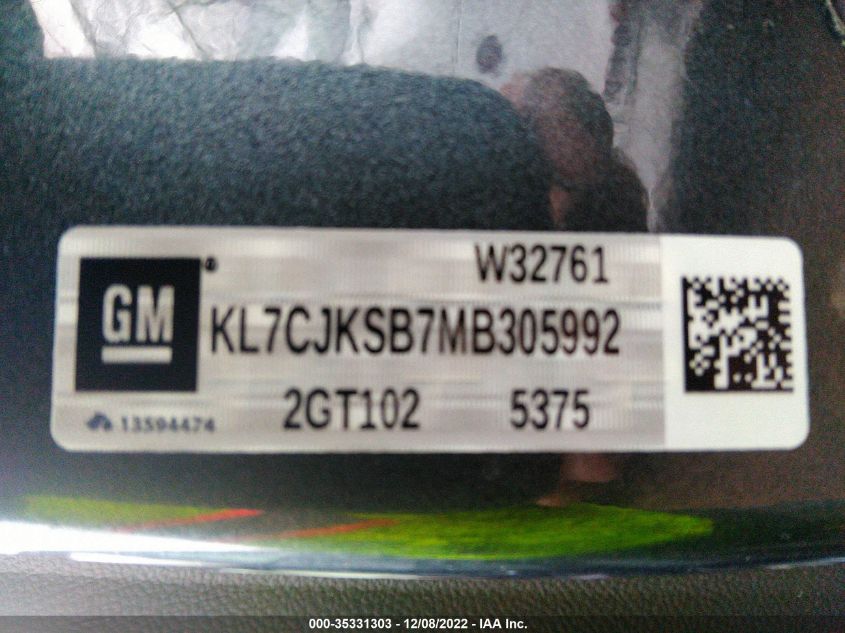 W32761
GM
KL7CJKSB7MB305992
2GT102 5375
13594474
000-35331303 - 12/08/2022 - IAA Inc.